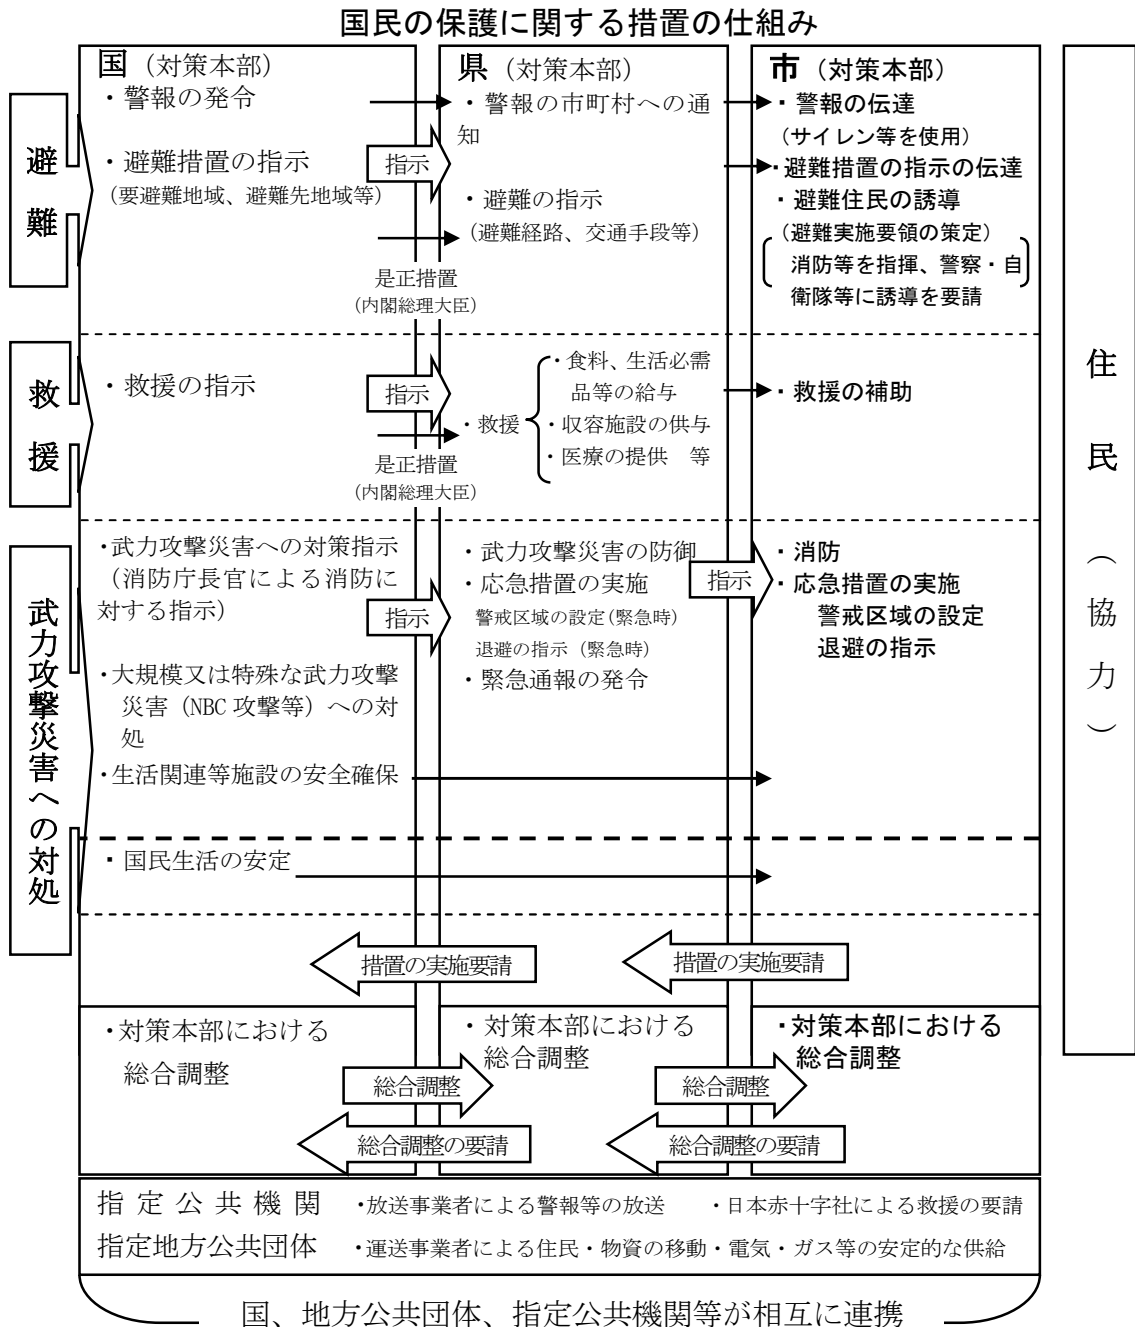 国民の保護に関する措置の仕組み
国（対策本部）
・警報の発令
・避難措置の指示
（要避難地域、避難先地域等）
県（対策本部）
・警報の市町村への通
知
・避難の指示
（避難経路、交通手段等）
市（対策本部）
・警報の伝達
（サイレン等を使用）
・避難措置の指示の伝達
・避難住民の誘導
（避難実施要領の策定）
消防等を指揮、警察・自
衛隊等に誘導を要請
避難
指示
是正措置
（内閣総理大臣）
救援
・救援の指示
指示
是正措置
（内閣総理大臣）
・救援
・食料、生活必需
品等の給与
・収容施設の供与
・医療の提供　等
・救援の補助
武力攻撃災害への対処
・武力攻撃災害への対策指示
（消防庁長官による消防に
対する指示）
・大規模又は特殊な武力攻撃
災害（NBC 攻撃等）への対
処
・生活関連等施設の安全確保
指示
・武力攻撃災害の防御
・応急措置の実施
警戒区域の設定(緊急時)
退避の指示（緊急時）
・緊急通報の発令
指示
・消防
・応急措置の実施
警戒区域の設定
退避の指示
・国民生活の安定
措置の実施要請
措置の実施要請
・対策本部における
総合調整
・対策本部における
総合調整
・対策本部における
総合調整
総合調整
総合調整
総合調整の要請
総合調整の要請
住民（協力）
指定公共機関　・放送事業者による警報等の放送　・日本赤十字社による救援の要請
指定地方公共団体　・運送事業者による住民・物資の移動・電気・ガス等の安定的な供給
国、地方公共団体、指定公共機関等が相互に連携